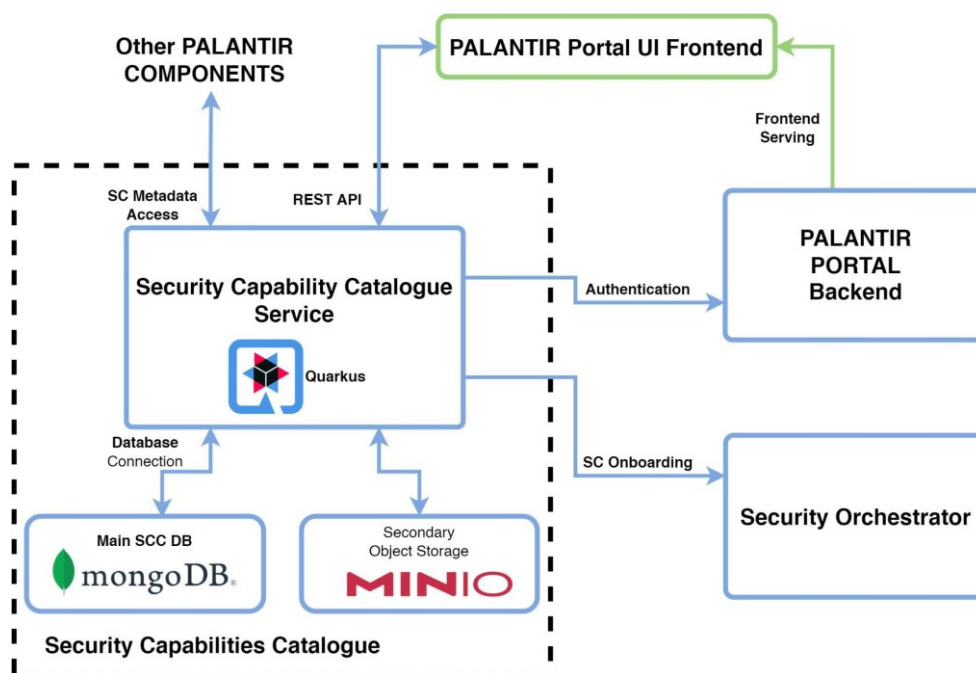 Other PALANTIR
COMPONENTS
PALANTIR Portal UI Frontend
Frontend
Serving
SC Metadata
Access
REST API
PALANTIR
PORTAL
Backend
Security Capability Catalogue
Service
Quarkus
Authentication
Database
Connection
SC Onboarding
Security Orchestrator
Main SCC DB
mongoDB®
Secondary
Object Storage
MINIO
Security Capabilities Catalogue